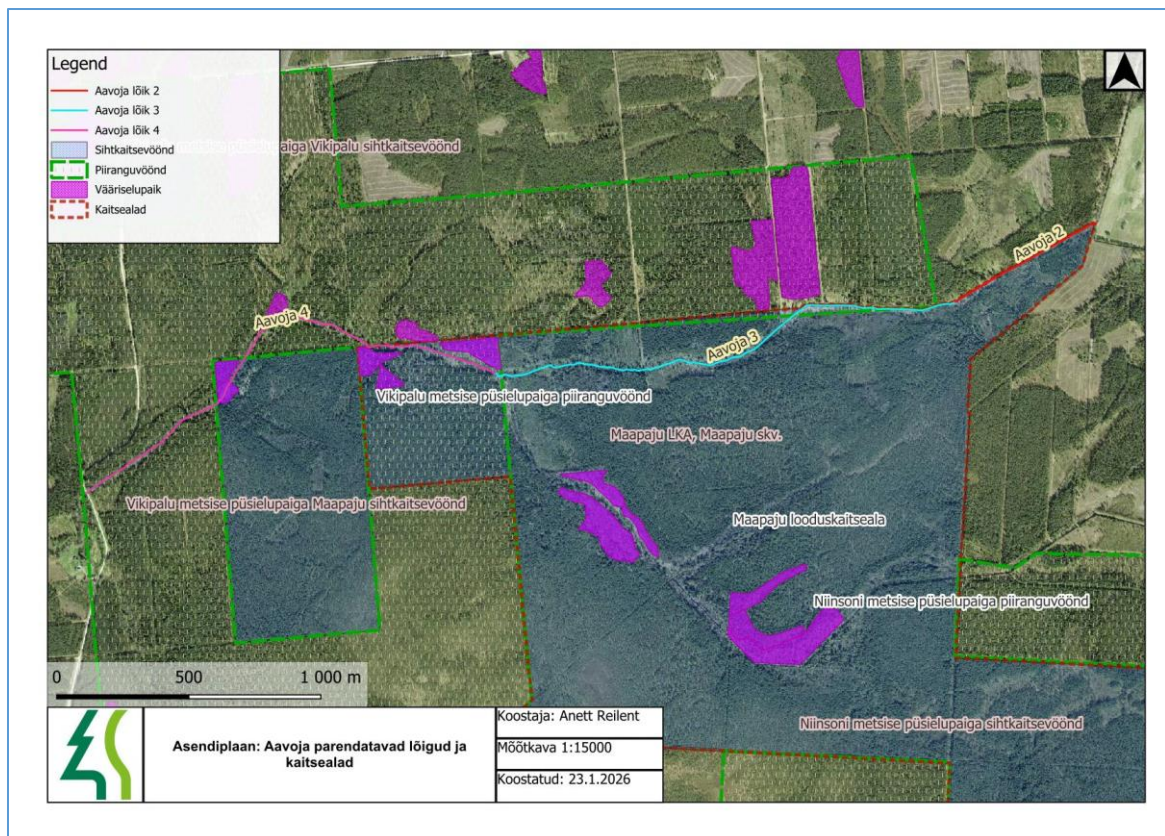 Legend
Aavoja lõik 2
Aavoja lõik 3
Aavoja lõik 4
Sihtkaitsevöönd
Piiranguvöönd
Vääriselupaik
Kaitsealad
püsielupaiga Vikipalu sihtkaitsevöönd
Aavoja 2
Aavoja 4
Aavoja 3
Vikipalu metsise püsielupaiga piiranguvöönd
Maapaju LKA, Maapaju skv.
Vikipalu metsise püsielupaiga Maapaju sihtkaitsevöönd
Maapaju looduskaitseala
Niinsoni metsise püsielupaiga piiranguvöönd
Niinsoni metsise püsielupaiga sihtkaitsevöönd
0 500 1 000 m
Asendiplaan: Aavoja parendatavad lõigud ja
kaitsealad
Koostaja: Anett Reilent
Mõõtkava 1:15000
Koostatud: 23.1.2026